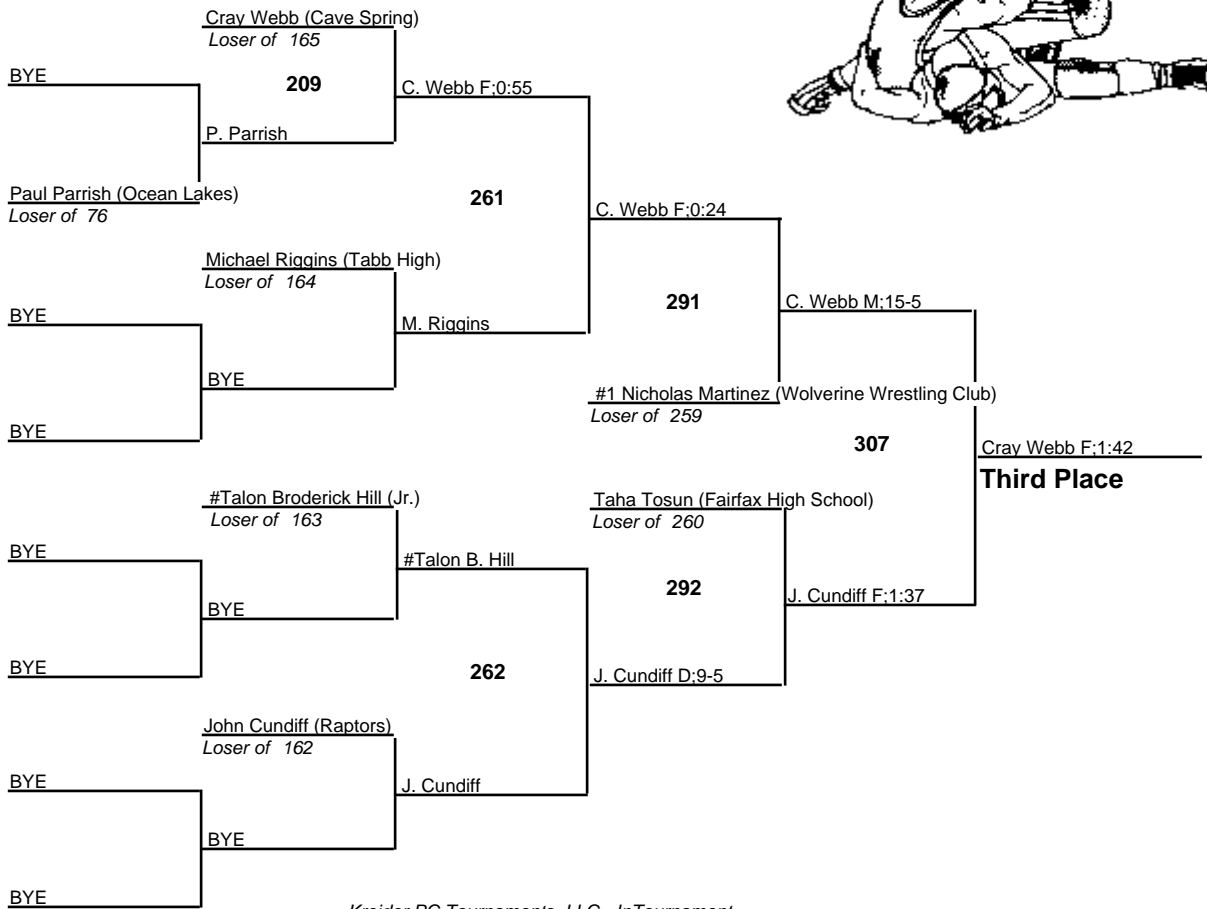 Cray Webb (Cave Spring)
Loser of 165
BYE
209
C. Webb F;0:55
P. Parrish
Paul Parrish (Ocean Lakes)
Loser of 76
261
C. Webb F;0:24
Michael Riggins (Tabb High)
Loser of 164
BYE
291
C. Webb M;15-5
M. Riggins
BYE
#1 Nicholas Martinez (Wolverine Wrestling Club)
Loser of 259
BYE
307
Cray Webb F;1:42
Third Place
#Talon Broderick Hill (Jr.)
Loser of 163
Taha Tosun (Fairfax High School)
Loser of 260
BYE
#Talon B. Hill
292
J. Cundiff F;1:37
BYE
BYE
262
J. Cundiff D;9-5
John Cundiff (Raptors)
Loser of 162
BYE
J. Cundiff
BYE
BYE